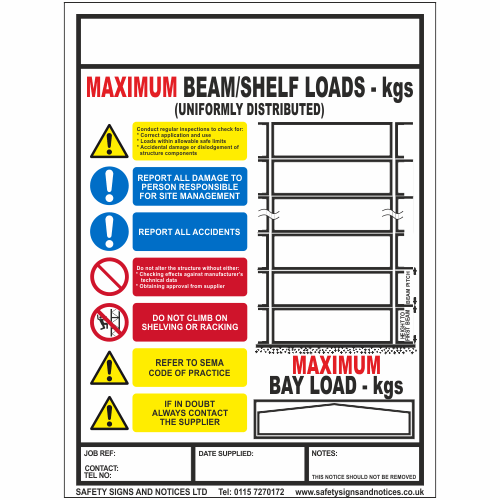 MAXIMUM BEAM/SHELF LOADS - kgs
(UNIFORMLY DISTRIBUTED)
Conduct regular inspections to check for:
* Correct application and use
* Loads within allowable safe limits
* Accidental damage or dislodgement of
structure components
REPORT ALL DAMAGE TO
PERSON RESPONSIBLE
FOR SITE MANAGEMENT
REPORT ALL ACCIDENTS
Do not alter the structure without either:
* Checking effects against manufacturer's
technical data
* Obtaining approval from supplier
DO NOT CLIMB ON
SHELVING OR RACKING
REFER TO SEMA
CODE OF PRACTICE
IF IN DOUBT
ALWAYS CONTACT
THE SUPPLIER
BEAM PITCH
HEIGHT TO
FIRST BEAM
MAXIMUM
BAY LOAD - kgs
JOB REF:
CONTACT:
TEL NO:
DATE SUPPLIED:
NOTES:
THIS NOTICE SHOULD NOT BE REMOVED
SAFETY SIGNS AND NOTICES LTD Tel: 0115 7270172 www.safetysignsandnotices.co.uk